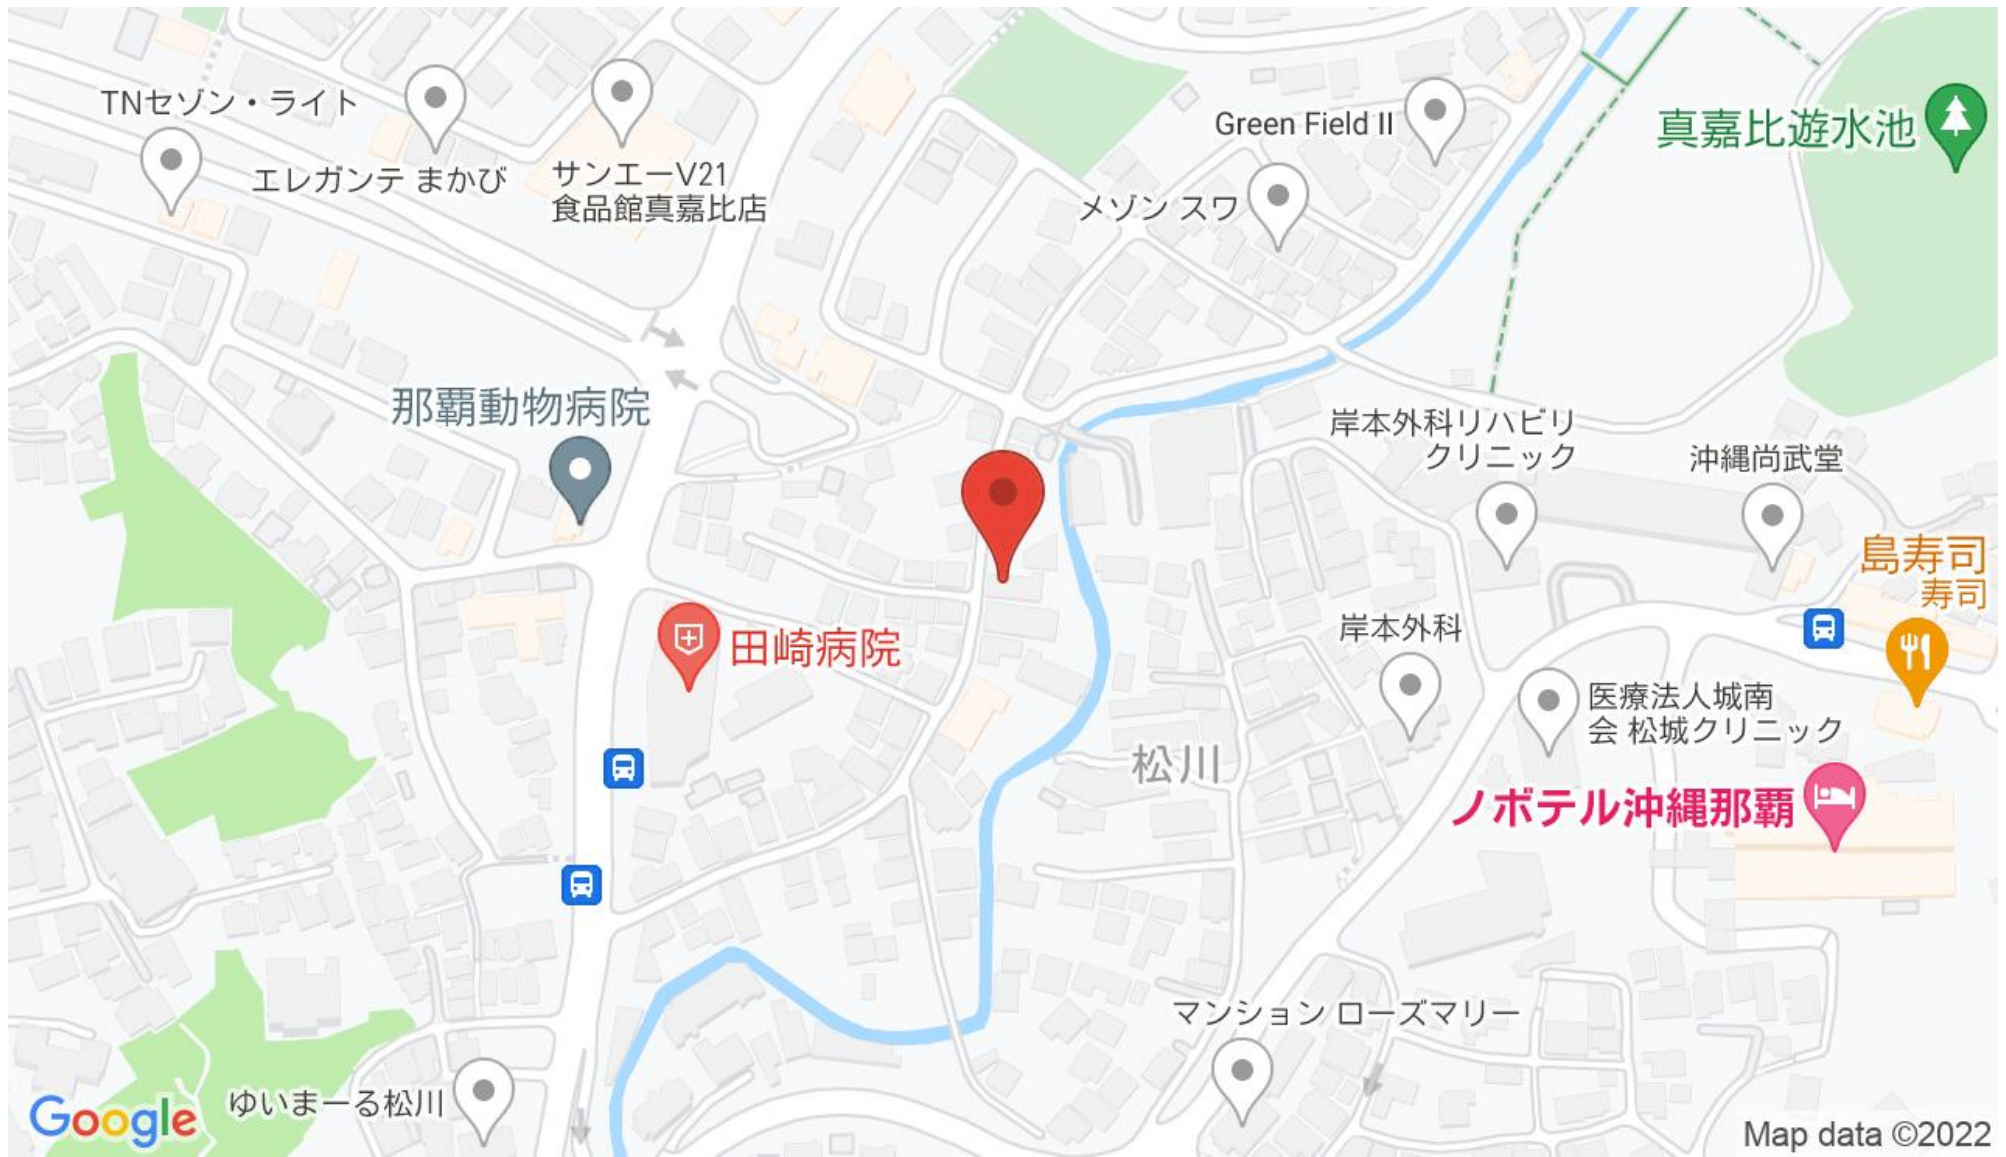 TNセゾン・ライト
エレガンテ まかび
サンエーV21
食品館真嘉比店
Green Field II
メゾン スワ
真嘉比遊水池
那覇動物病院
岸本外科リハビリ
クリニック
沖縄尚武堂
島寿司
寿司
田崎病院
岸本外科
医療法人城南
会 松城クリニック
松川
ノボテル沖縄那覇
マンション ローズマリー
ゆいまーる松川
Google
Map data ©2022